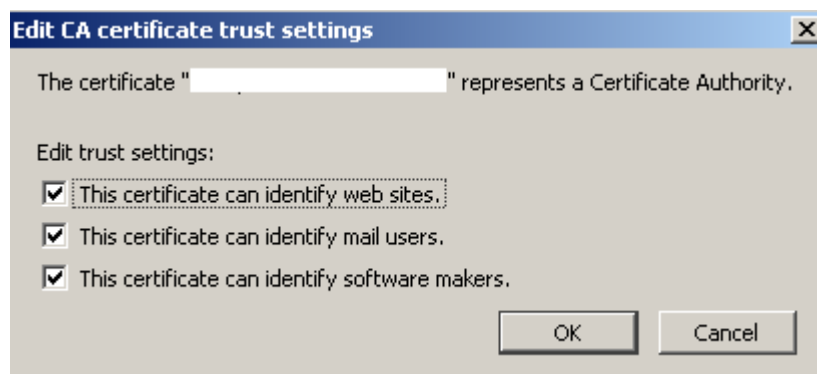 Edit CA certificate trust settings
The certificate " " represents a Certificate Authority.
Edit trust settings:
This certificate can identify web sites.
This certificate can identify mail users.
This certificate can identify software makers.
OK Cancel